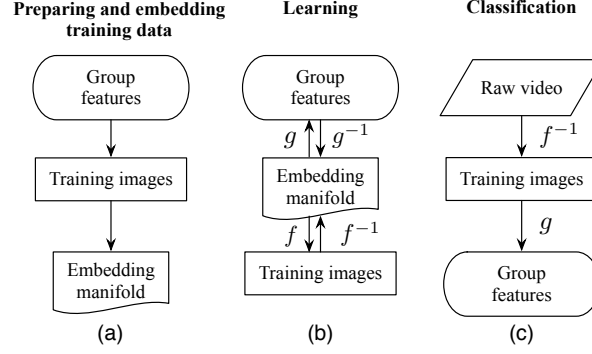 Preparing and embedding
training data
Group
features
Training images
Embedding
manifold
(a)
Learning
Group
features
g
g⁻¹
Embedding
manifold
f
f⁻¹
Training images
(b)
Classification
Raw video
f⁻¹
Training images
g
Group
features
(c)